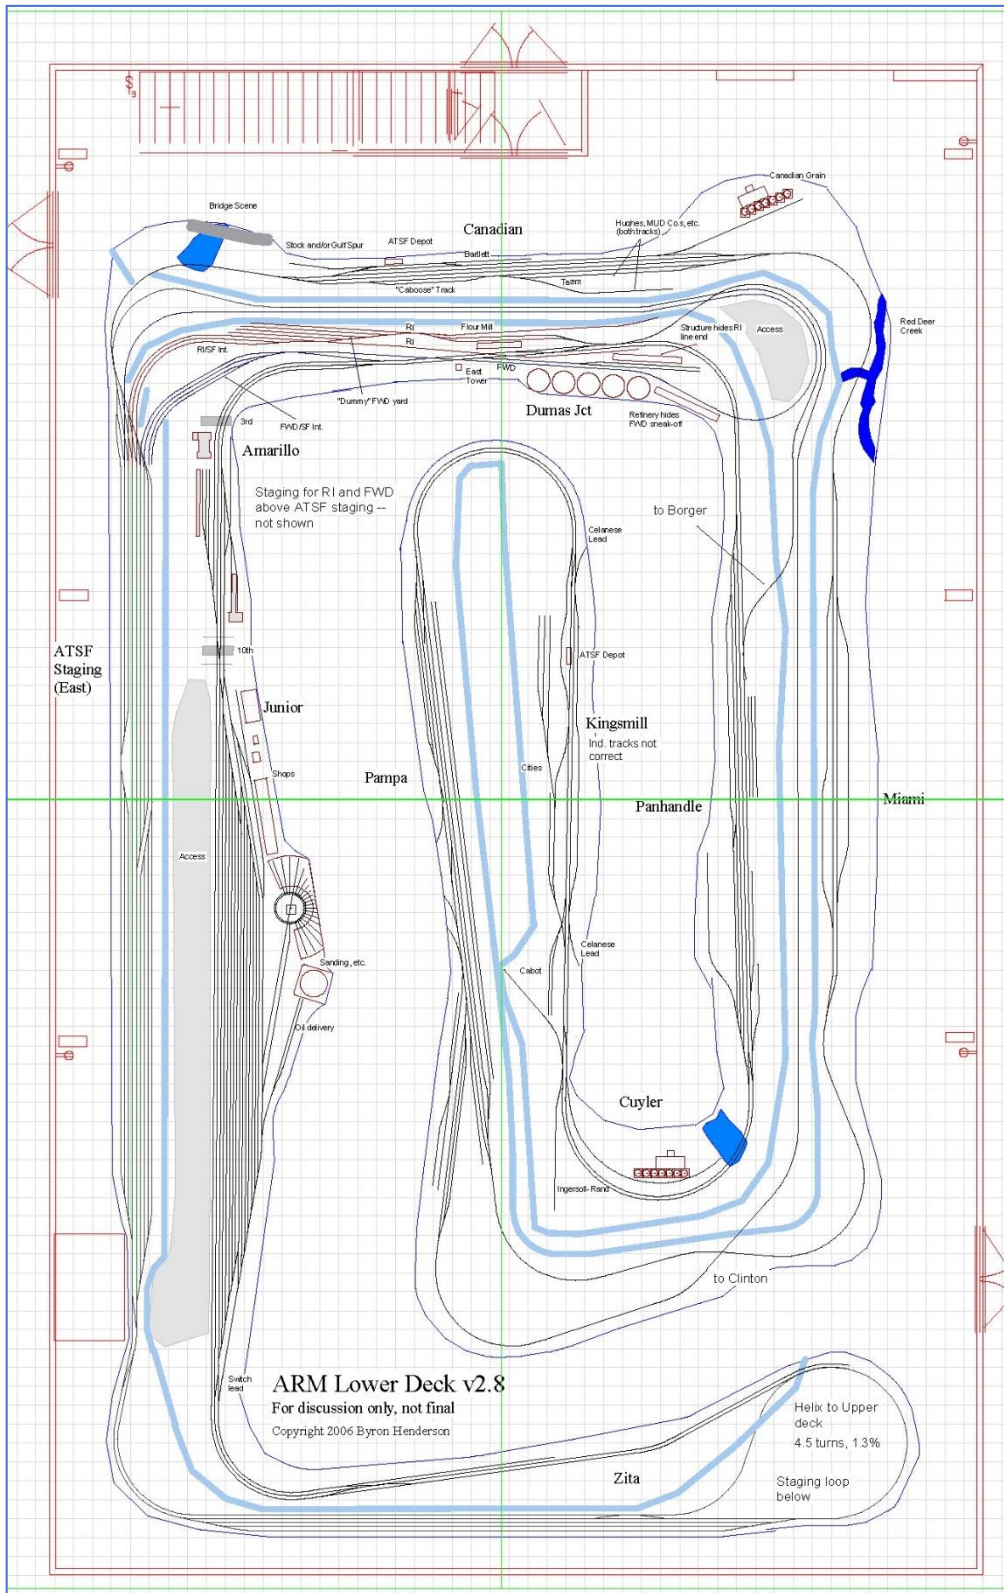 Canadian Grain
Bridge Scene
Canadian
Hughes, MUD Co.s, etc.
(both tracks)
Stock and/or Gulf Spur
ATSF Depot
Bartlett
"Caboose" Track
Team
Red Deer
Creek
RI
Flour Mill
Structure hides RI
line end
Access
RI
RI/SF Int.
East
Tower
FWD
"Dummy" FWD yard
Dumas Jct
Refinery hides
FWD sneak-off
3rd
FWD/SF Int.
Amarillo
Staging for RI and FWD
above ATSF staging --
not shown
to Borger
Celanese
Lead
ATSF
Staging
(East)
10th
ATSF Depot
Junior
Kingsmill
Ind. tracks not
correct
Shops
Pampa
Cities
Panhandle
Miami
Access
Celanese
Lead
Sanding, etc.
Cabot
Oil delivery
Cuyler
Ingersoll-Rand
to Clinton
Switch
lead
ARM Lower Deck v2.8
For discussion only, not final
Copyright 2006 Byron Henderson
Helix to Upper
deck
4.5 turns, 1.3%
Zita
Staging loop
below